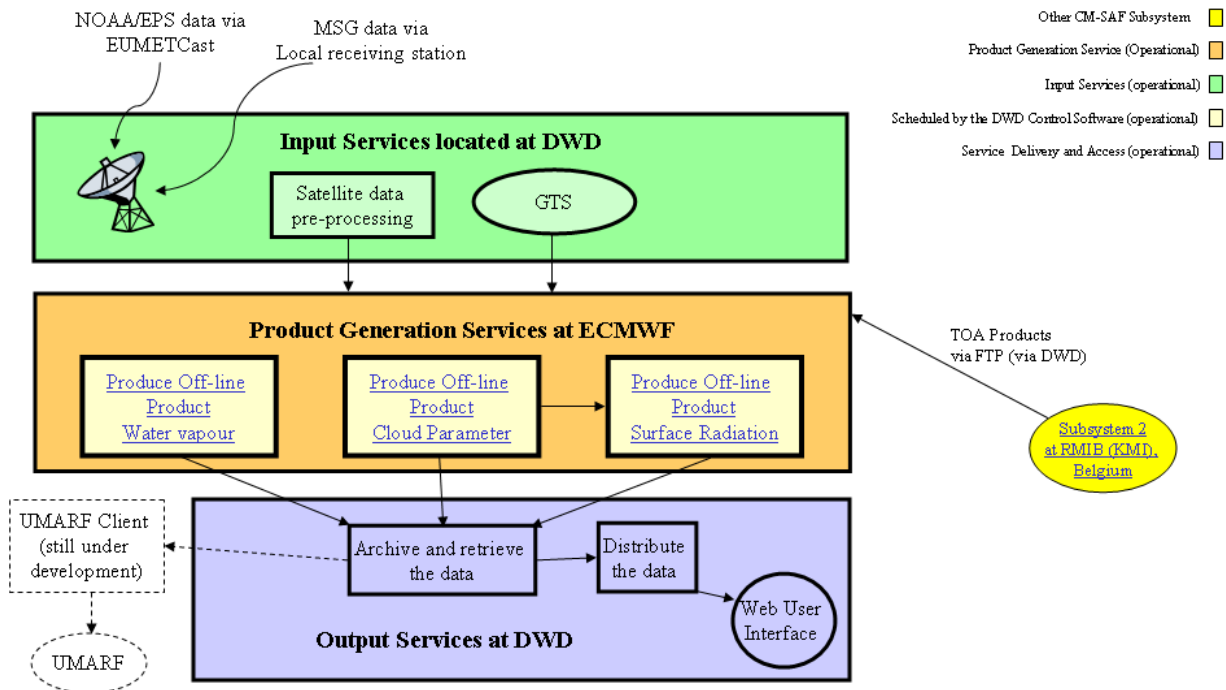 NOAA/EPS data via
EUMETCast
MSG data via
Local receiving station
Other CM-SAF Subsystem
Product Generation Service (Operational)
Input Services (operational)
Scheduled by the DWD Control Software (operational)
Service Delivery and Access (operational)
Input Services located at DWD
Satellite data
pre-processing
GTS
Product Generation Services at ECMWF
Produce Off-line
Product
Water vapour
Produce Off-line
Product
Cloud Parameter
Produce Off-line
Product
Surface Radiation
TOA Products
via FTP (via DWD)
Subsystem 2
at RMIB (KMI),
Belgium
UMARF Client
(still under
development)
UMARF
Archive and retrieve
the data
Distribute
the data
Web User
Interface
Output Services at DWD